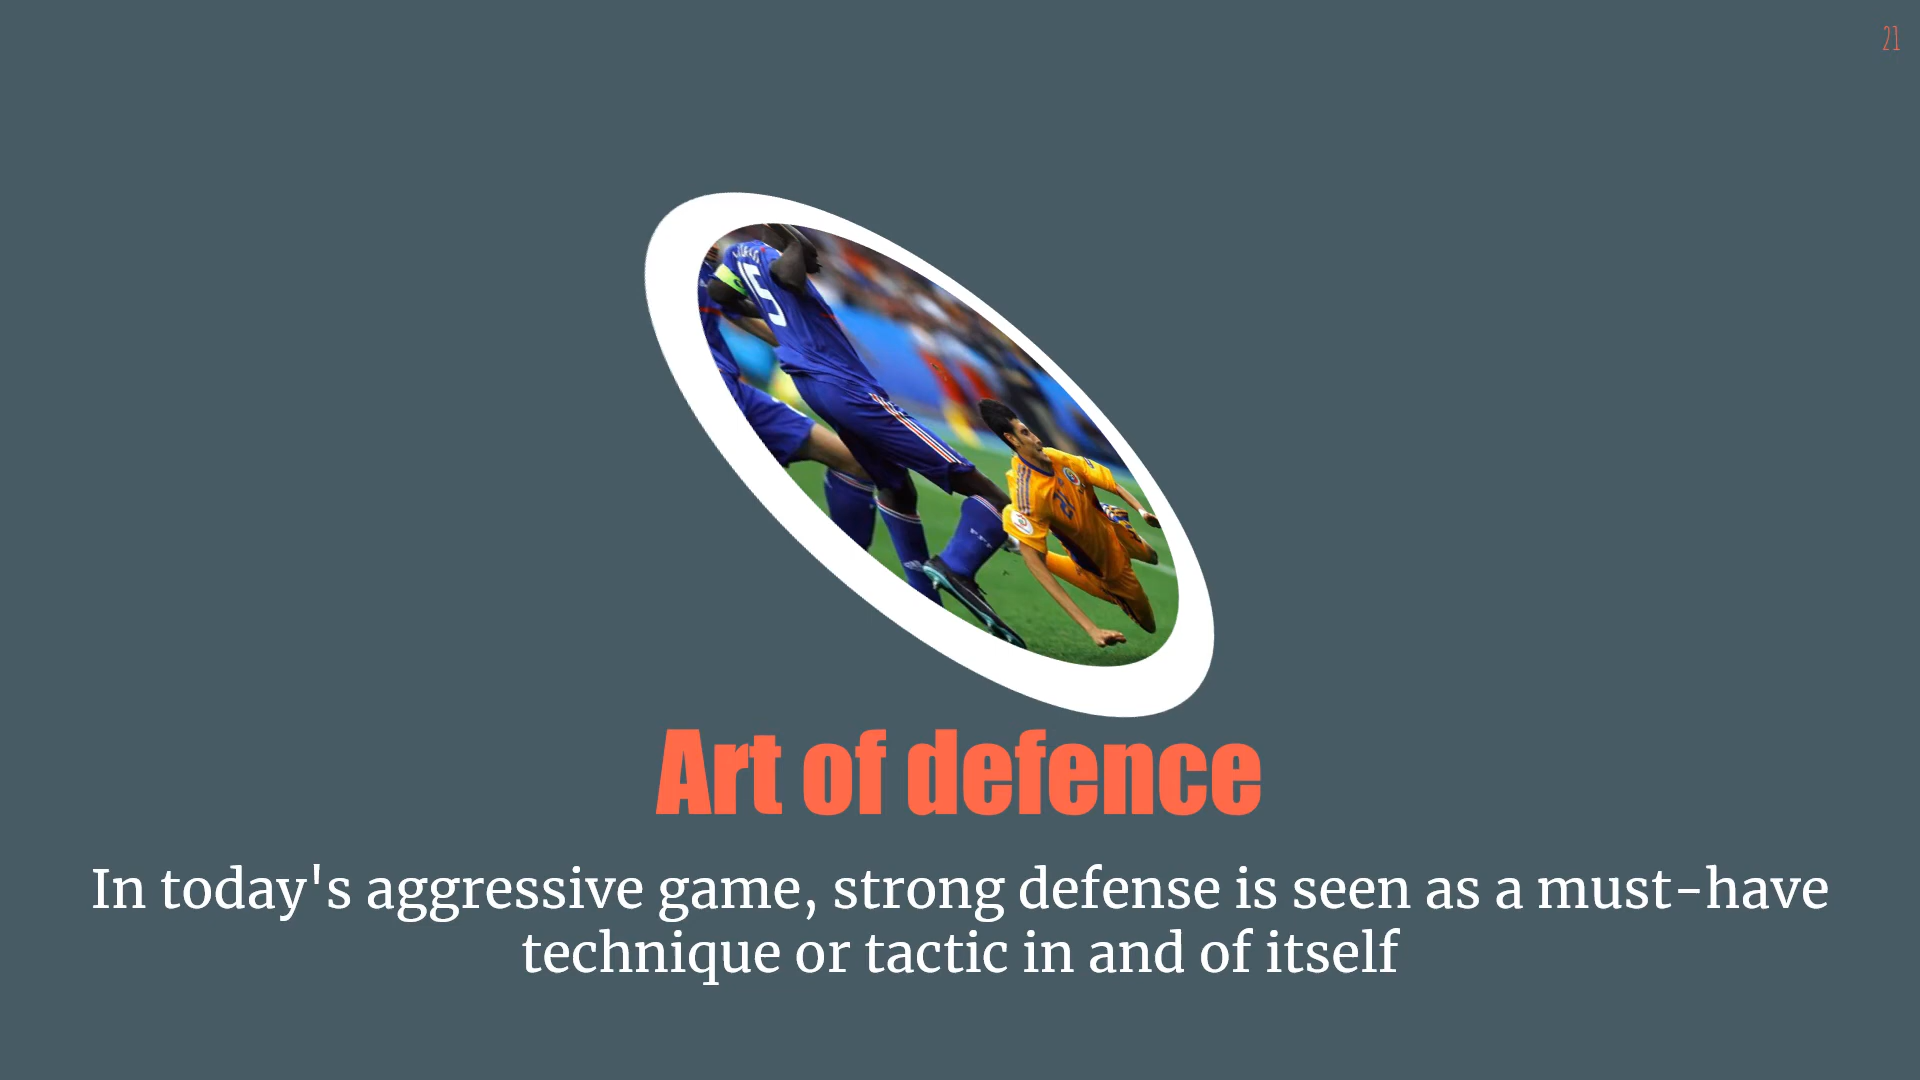 21
Art of defence
In today's aggressive game, strong defense is seen as a must-have
technique or tactic in and of itself